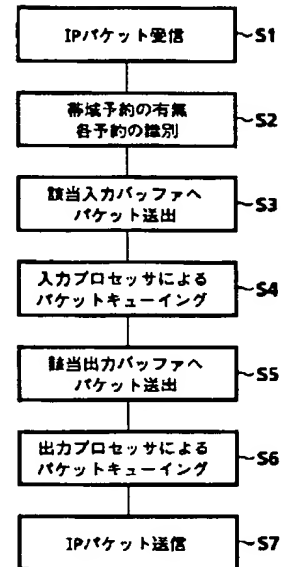 IPパケット受信
~S1
帯域予約の有無
各予約の識別
~S2
該当入力バッファへ
パケット送出
~S3
入力プロセッサによる
パケットキューイング
~S4
該当出力バッファへ
パケット送出
~S5
出力プロセッサによる
パケットキューイング
~S6
IPパケット送信
~S7